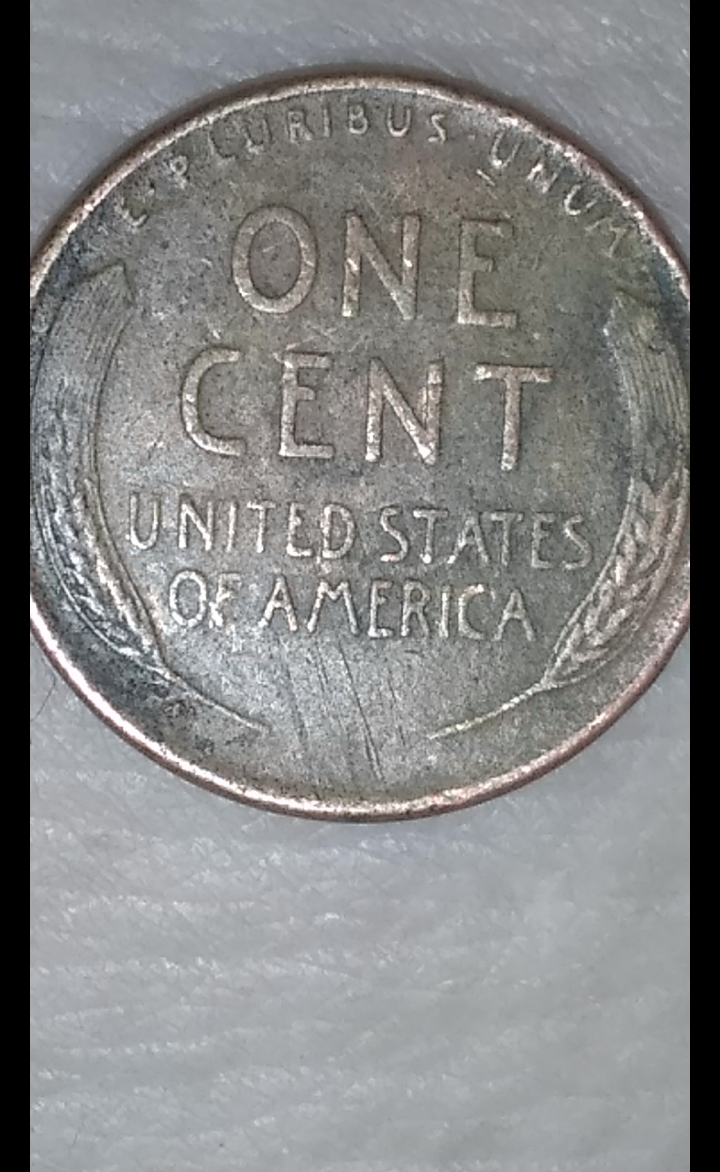 E·PLURIBUS·UNUM
ONE
CENT
UNITED STATES
OF AMERICA